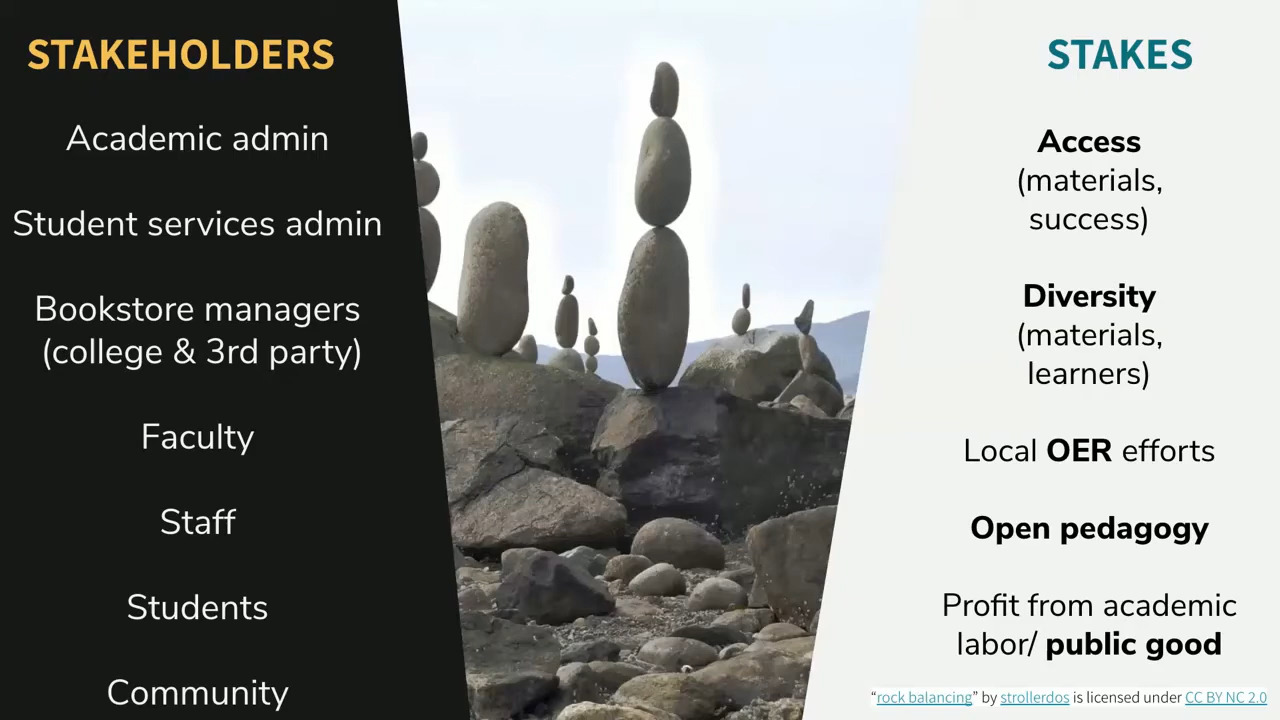 STAKEHOLDERS
Academic admin
Student services admin
Bookstore managers
(college & 3rd party)
Faculty
Staff
Students
Community
STAKES
Access
(materials,
success)
Diversity
(materials,
learners)
Local OER efforts
Open pedagogy
Profit from academic
labor/ public good
“rock balancing” by strollerdos is licensed under CC BY NC 2.0